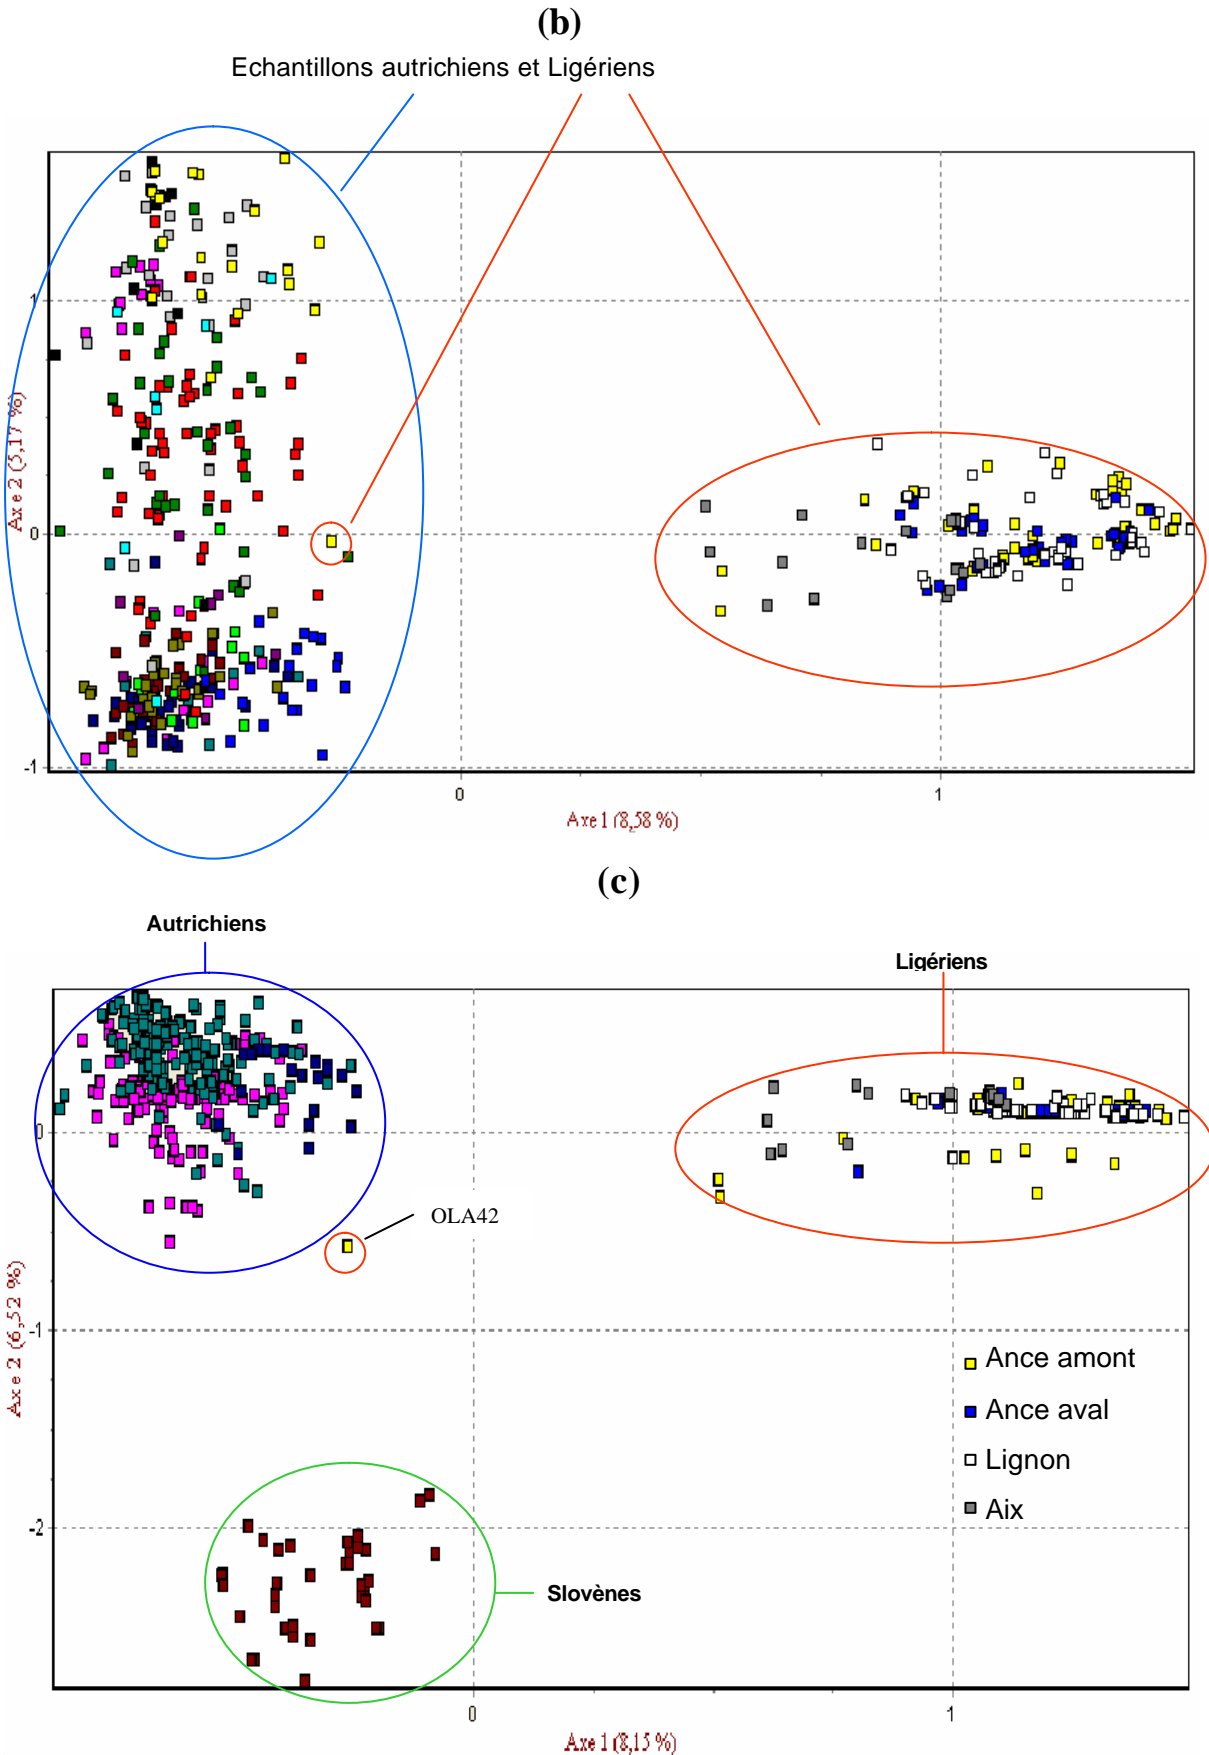 (b)
Echantillons autrichiens et Ligériens
1
0
-1
Axe 2 (5,17 %)
0
1
Axe 1 (8,58 %)
(c)
Autrichiens
Ligériens
OLA42
0
-1
-2
Axe 2 (6,52 %)
Ance amont
Ance aval
Lignon
Aix
Slovènes
0
1
Axe 1 (8,15 %)